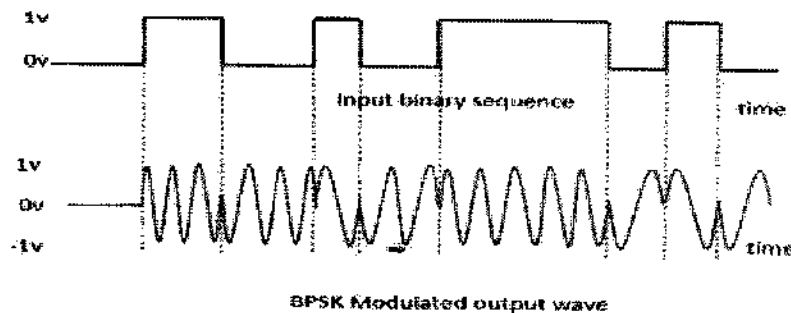 1v
0v
Input binary sequence
time
1v
0v
-1v
time
BPSK Modulated output wave